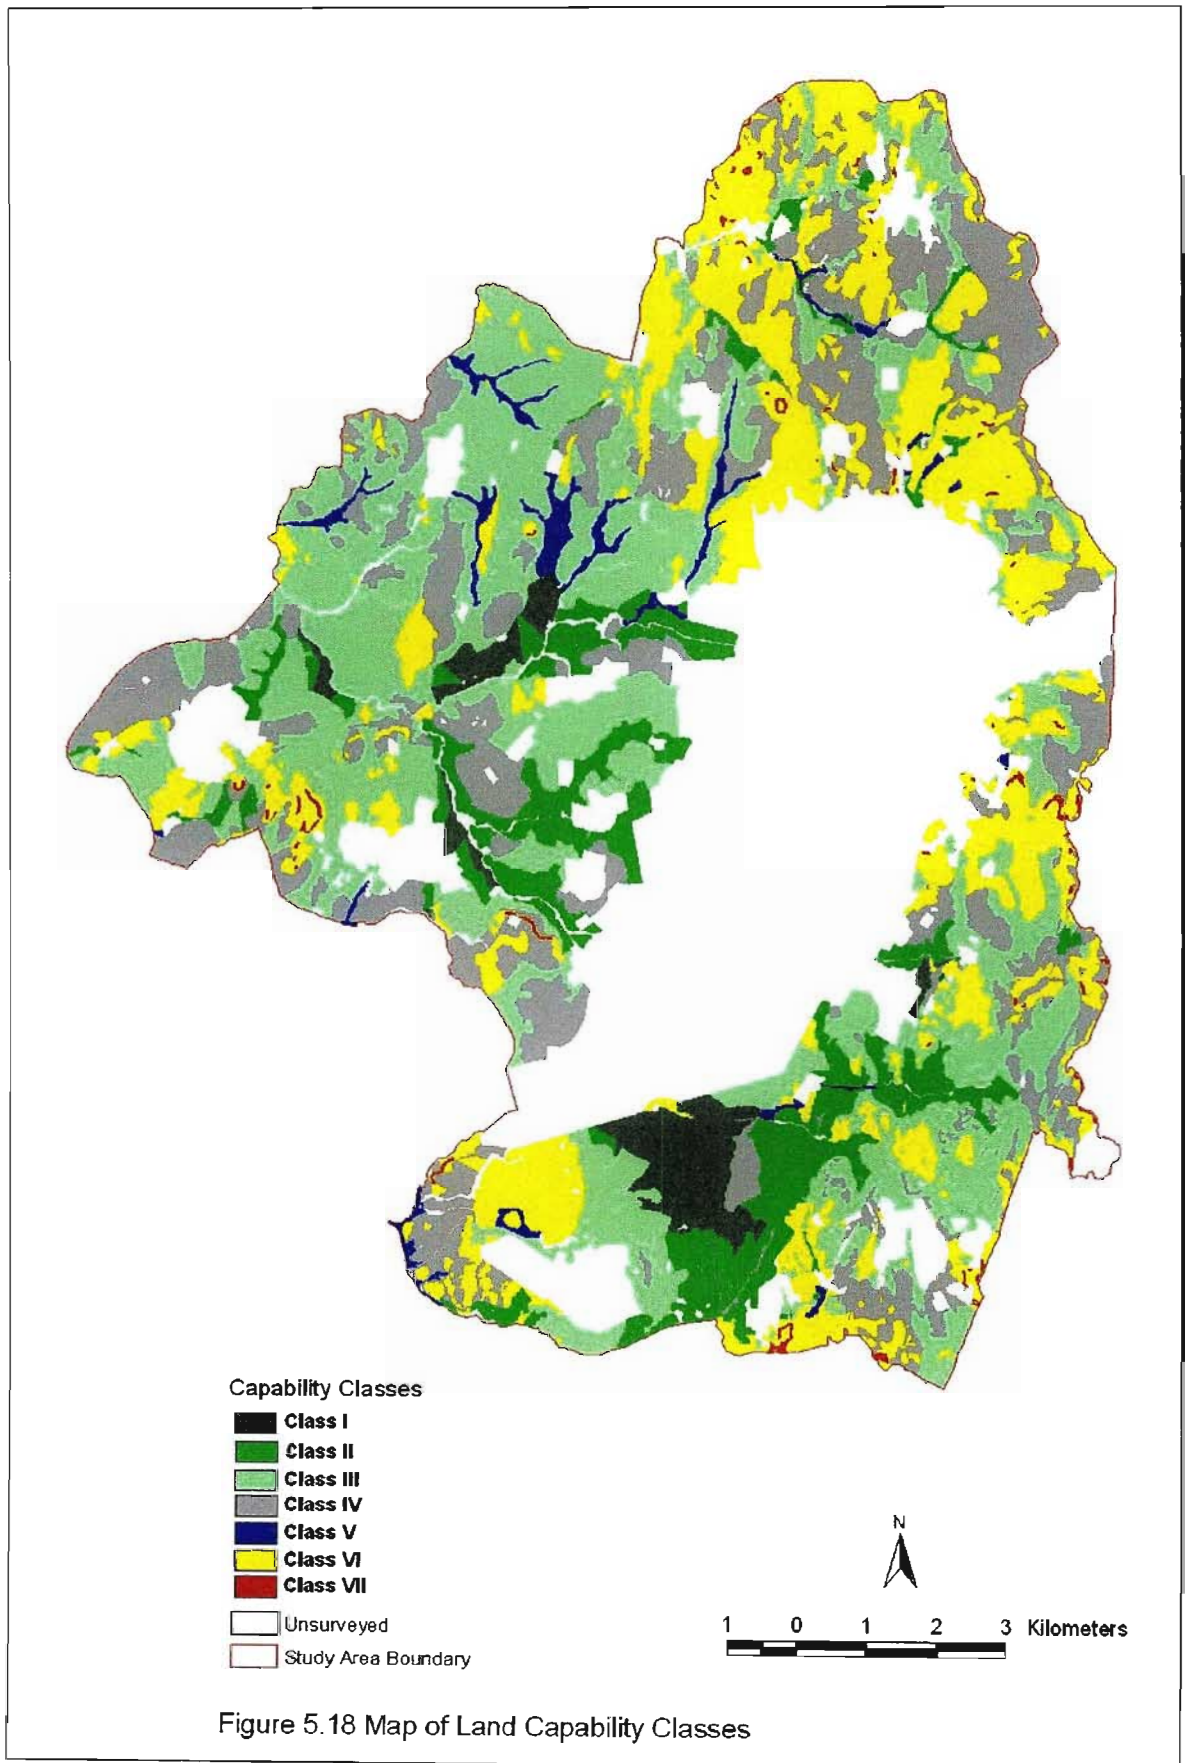 Capability Classes
Class I
Class II
Class III
Class IV
Class V
Class VI
Class VII
Unsurveyed
Study Area Boundary
N
1 0 1 2 3 Kilometers
Figure 5.18 Map of Land Capability Classes